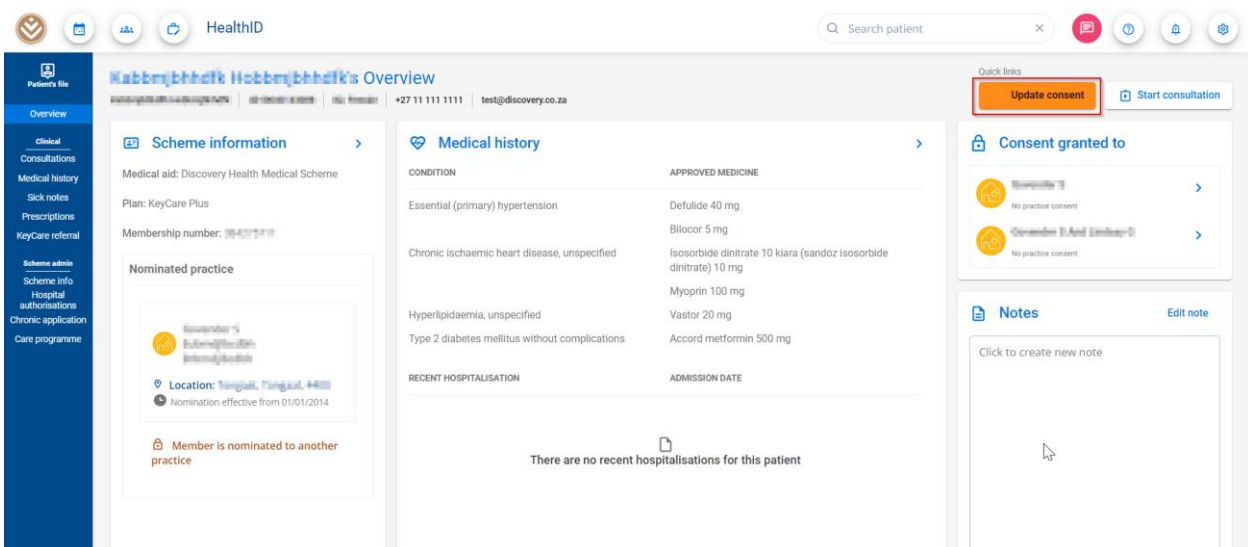 HealthID
Search patient
Patient's file
Overview
Clinical
Consultations
Medical history
Sick notes
Prescriptions
KeyCare referral
Scheme admin
Scheme info
Hospital
authorisations
Chronic application
Care programme
Overview
+27 11 111 1111 test@discovery.co.za
Quick links
Update consent
Start consultation
Scheme information
Medical aid: Discovery Health Medical Scheme
Plan: KeyCare Plus
Membership number:
Nominated practice
Location:
Nomination effective from 01/01/2014
Member is nominated to another
practice
Medical history
CONDITION APPROVED MEDICINE
Essential (primary) hypertension Defulide 40 mg
Bilocor 5 mg
Chronic ischaemic heart disease, unspecified Isosorbide dinitrate 10 kiara (sandoz isosorbide
dinitrate) 10 mg
Myoprin 100 mg
Hyperlipidaemia, unspecified Vastor 20 mg
Type 2 diabetes mellitus without complications Accord metformin 500 mg
RECENT HOSPITALISATION ADMISSION DATE
There are no recent hospitalisations for this patient
Consent granted to
No practice consent
No practice consent
Notes Edit note
Click to create new note